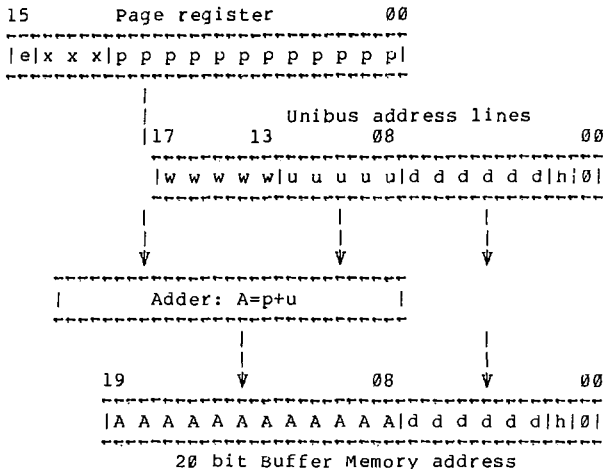 15 Page register 00
|e|x x x|p p p p p p p p p p p p|
Unibus address lines
17 13 08 00
|w w w w w|u u u u u|d d d d d d|h|0|
Adder: A=p+u
19 08 00
|A A A A A A A A A A A A|d d d d d d|h|0|
20 bit Buffer Memory address